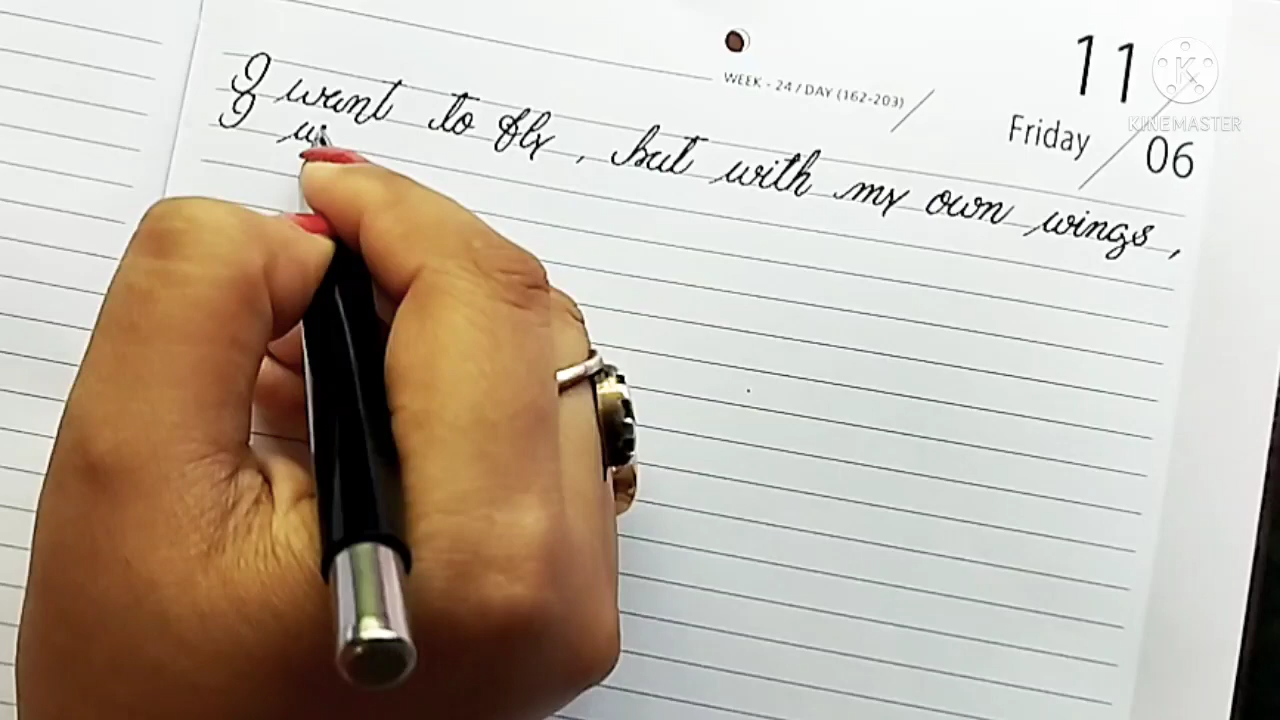 11
WEEK - 24 / DAY (162-203)
Friday
06
KINEMASTER
I want to fly, but with my own wings,
I w